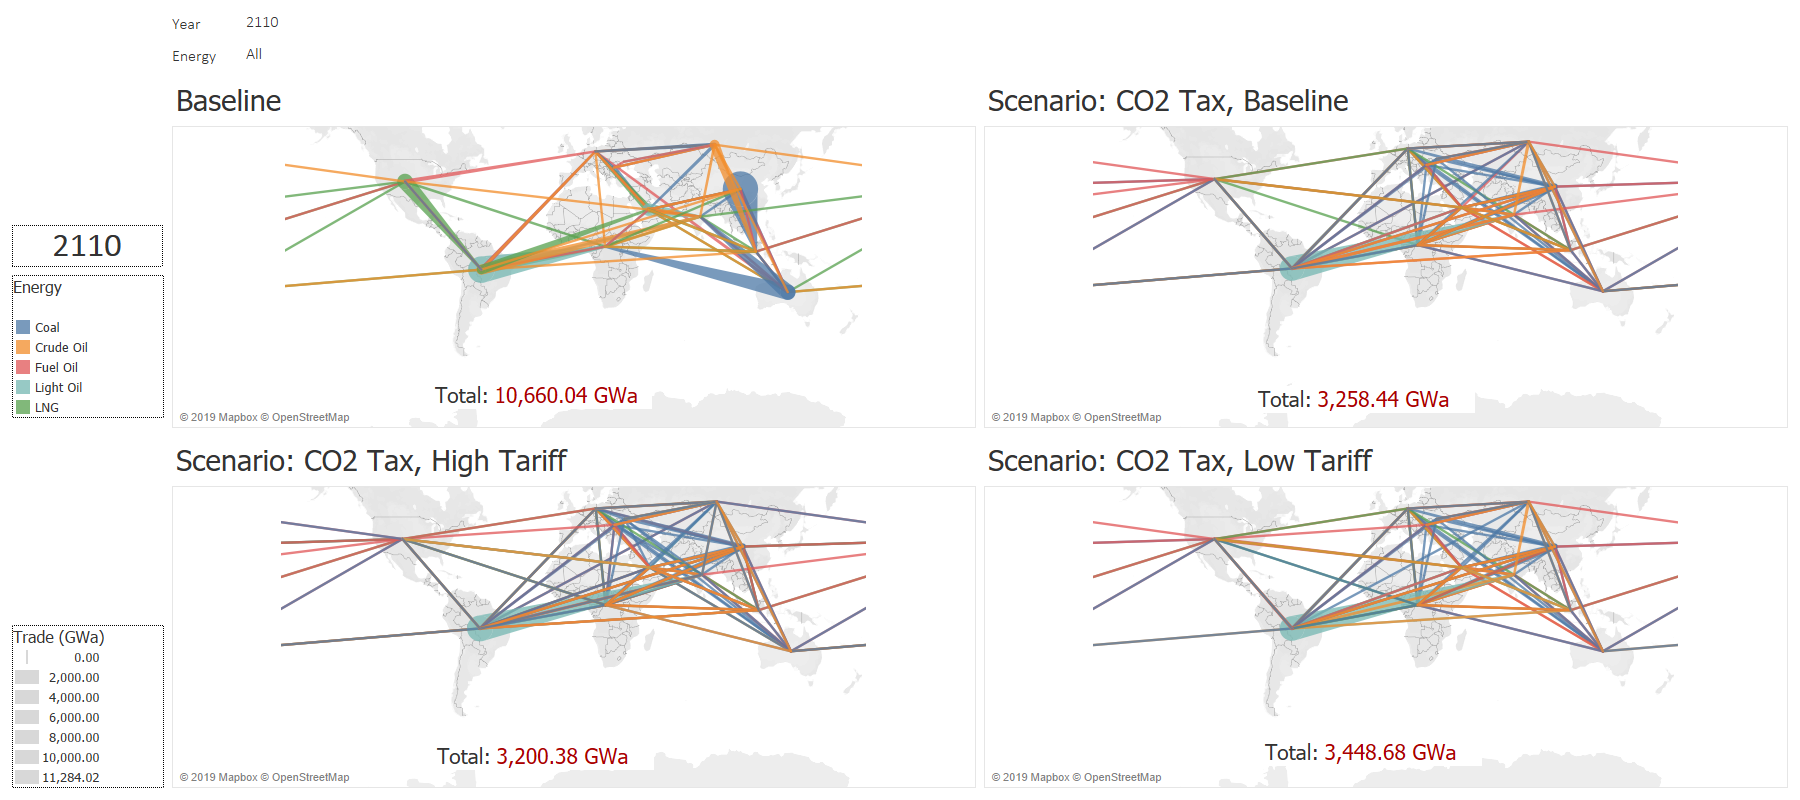 Year 2110
Energy All
Baseline
Scenario: CO2 Tax, Baseline
Total: 10,660.04 GWa
© 2019 Mapbox © OpenStreetMap
Total: 3,258.44 GWa
© 2019 Mapbox © OpenStreetMap
2110
Energy
Coal
Crude Oil
Fuel Oil
Light Oil
LNG
Scenario: CO2 Tax, High Tariff
Scenario: CO2 Tax, Low Tariff
Total: 3,200.38 GWa
© 2019 Mapbox © OpenStreetMap
Total: 3,448.68 GWa
© 2019 Mapbox © OpenStreetMap
Trade (GWa)
0.00
2,000.00
4,000.00
6,000.00
8,000.00
10,000.00
11,284.02